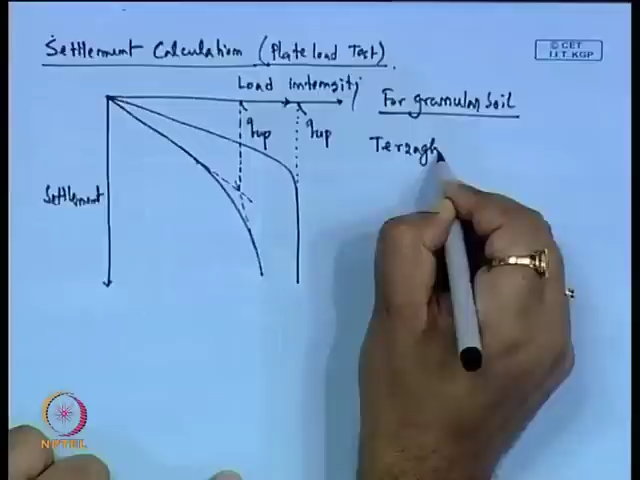 Settlement Calculation (Plate load Test).
© CET
I.I.T. KGP
Load Intensity
For granular Soil
qup
qup
Terzagh
Settlement
NPTEL